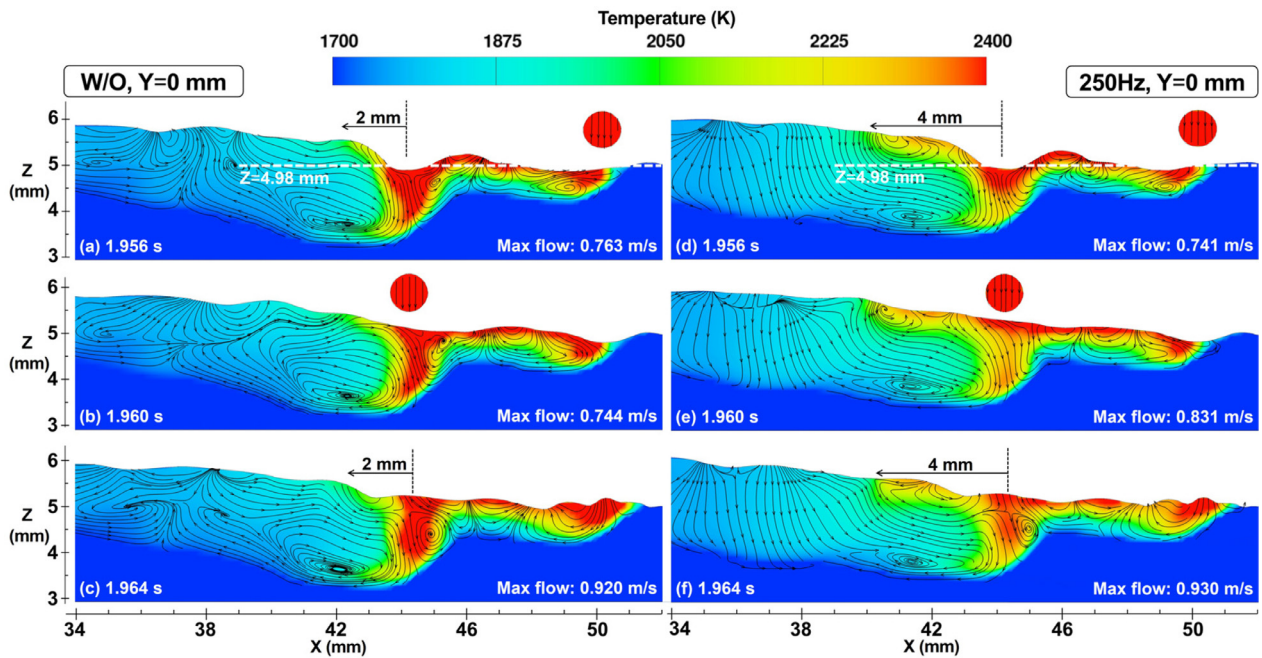 Temperature (K)
1700 1875 2050 2225 2400
W/O, Y=0 mm
250Hz, Y=0 mm
6
5
4
3
Z
(mm)
2 mm
Z=4.98 mm
(a) 1.956 s
Max flow: 0.763 m/s
4 mm
Z=4.98 mm
(d) 1.956 s
Max flow: 0.741 m/s
6
5
4
3
Z
(mm)
(b) 1.960 s
Max flow: 0.744 m/s
(e) 1.960 s
Max flow: 0.831 m/s
6
5
4
3
Z
(mm)
2 mm
(c) 1.964 s
Max flow: 0.920 m/s
4 mm
(f) 1.964 s
Max flow: 0.930 m/s
34 38 42 46 50
X (mm)
34 38 42 46 50
X (mm)